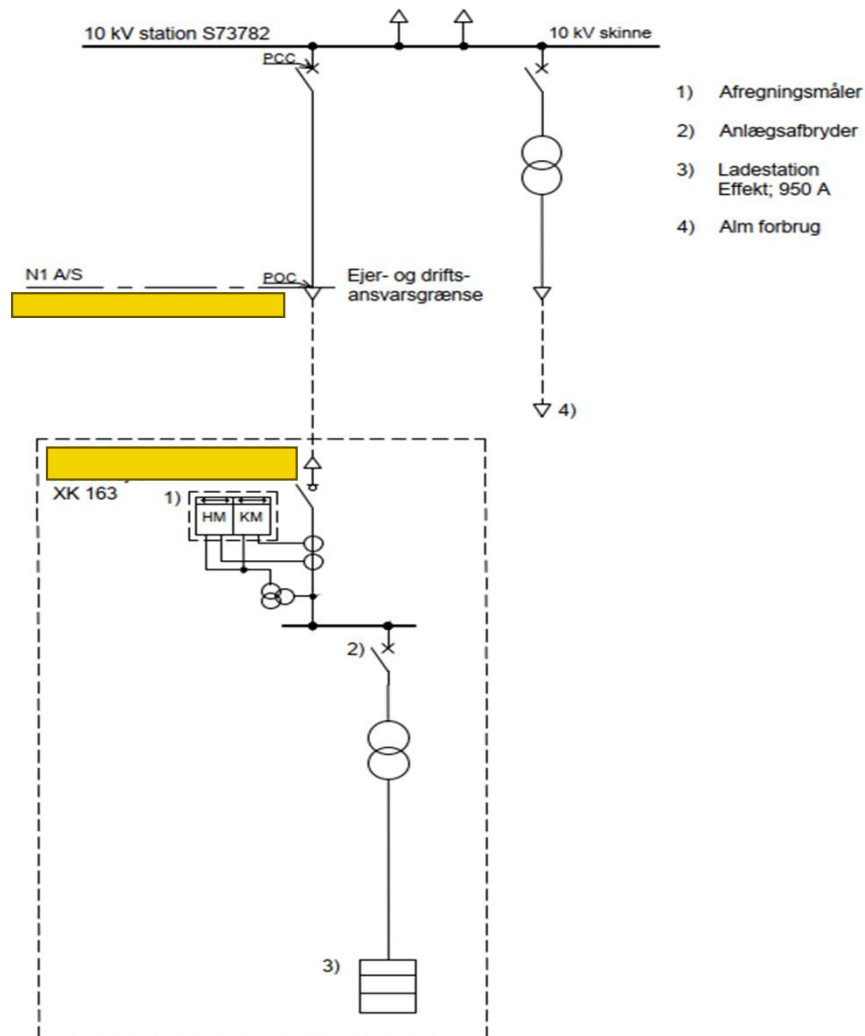 10 kV station S73782
10 kV skinne
PCC
1) Afregningsmåler
2) Anlægsafbryder
3) Ladestation
Effekt; 950 A
4) Alm forbrug
N1 A/S
POC
Ejer- og drifts-
ansvarsgrænse
4)
XK 163
1)
HM KM
2)
3)